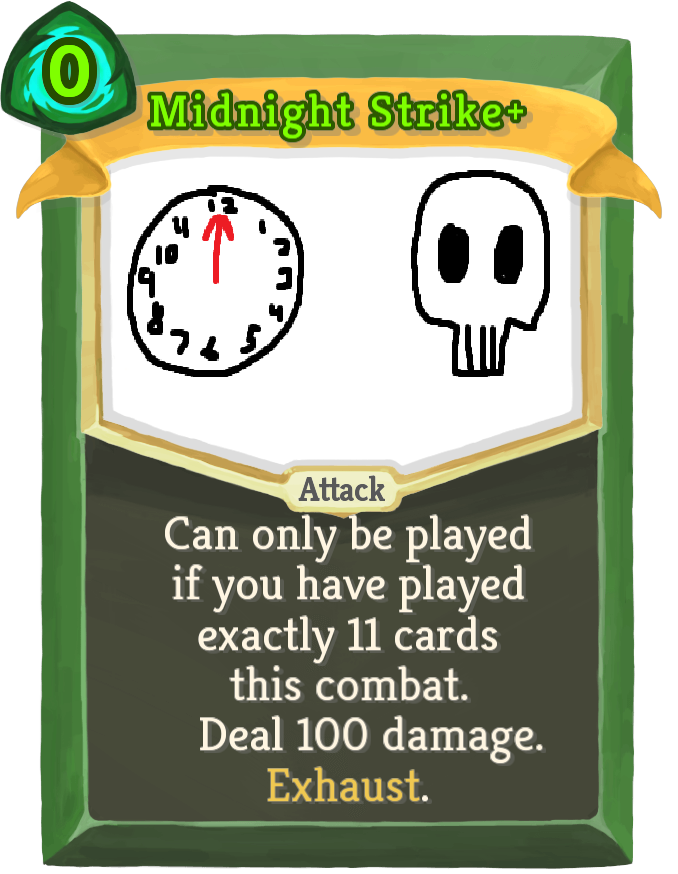 0
Midnight Strike+
12
11 1
10 2
9 3
8 4
7 6 5
Attack
Can only be played
if you have played
exactly 11 cards
this combat.
Deal 100 damage.
Exhaust.